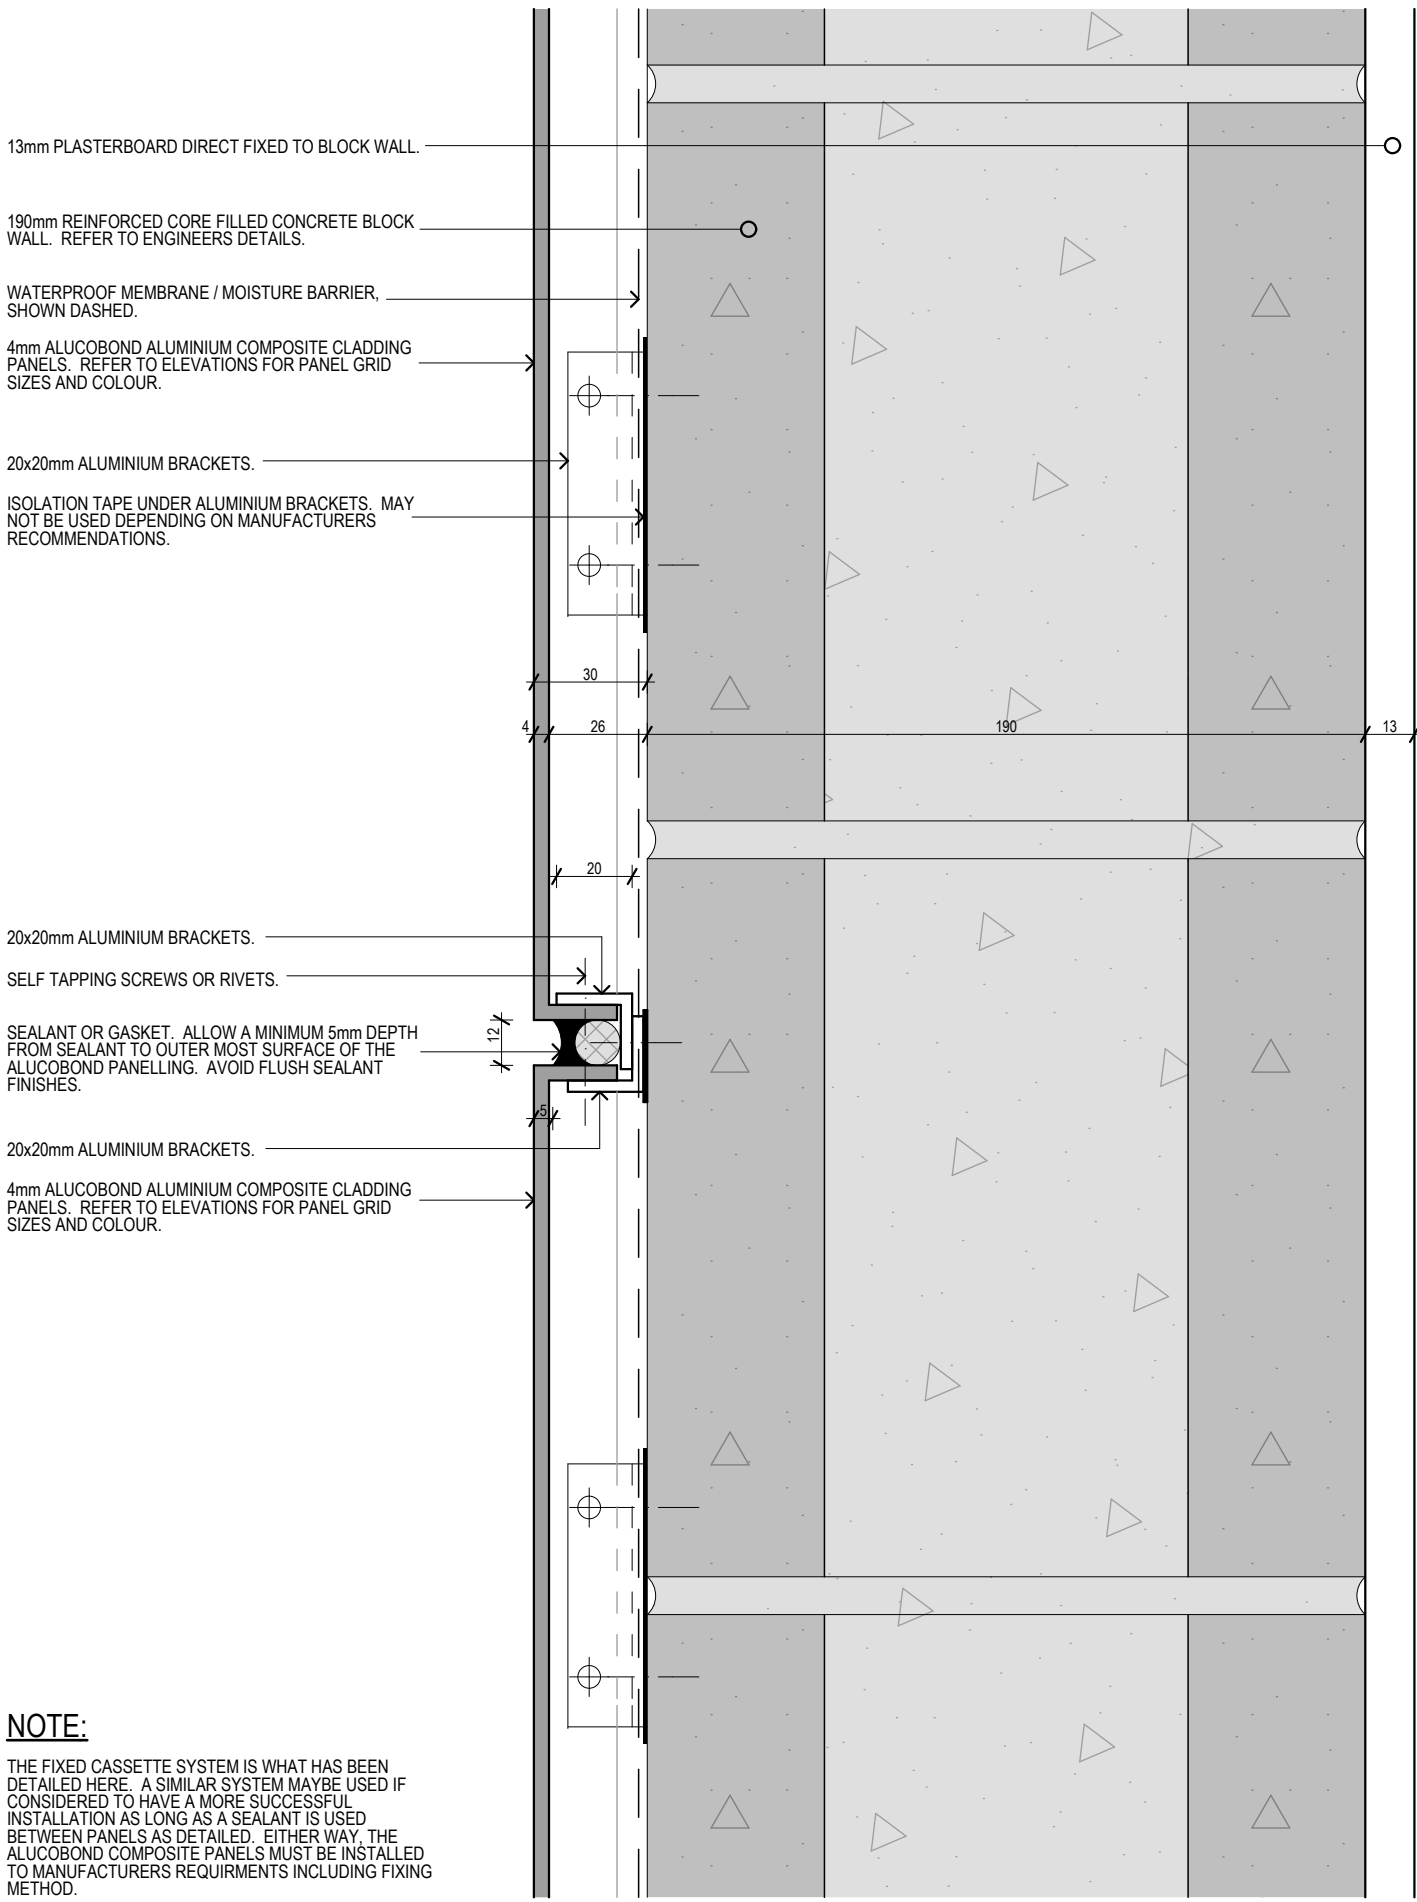 13mm PLASTERBOARD DIRECT FIXED TO BLOCK WALL.
190mm REINFORCED CORE FILLED CONCRETE BLOCK
WALL.  REFER TO ENGINEERS DETAILS.
WATERPROOF MEMBRANE / MOISTURE BARRIER,
SHOWN DASHED.
4mm ALUCOBOND ALUMINIUM COMPOSITE CLADDING
PANELS.  REFER TO ELEVATIONS FOR PANEL GRID
SIZES AND COLOUR.
20x20mm ALUMINIUM BRACKETS.
ISOLATION TAPE UNDER ALUMINIUM BRACKETS.  MAY
NOT BE USED DEPENDING ON MANUFACTURERS
RECOMMENDATIONS.
30
4
26
190
13
20
20x20mm ALUMINIUM BRACKETS.
SELF TAPPING SCREWS OR RIVETS.
SEALANT OR GASKET.  ALLOW A MINIMUM 5mm DEPTH
FROM SEALANT TO OUTER MOST SURFACE OF THE
ALUCOBOND PANELLING.  AVOID FLUSH SEALANT
FINISHES.
12
5
20x20mm ALUMINIUM BRACKETS.
4mm ALUCOBOND ALUMINIUM COMPOSITE CLADDING
PANELS.  REFER TO ELEVATIONS FOR PANEL GRID
SIZES AND COLOUR.
NOTE:
THE FIXED CASSETTE SYSTEM IS WHAT HAS BEEN
DETAILED HERE.  A SIMILAR SYSTEM MAYBE USED IF
CONSIDERED TO HAVE A MORE SUCCESSFUL
INSTALLATION AS LONG AS A SEALANT IS USED
BETWEEN PANELS AS DETAILED.  EITHER WAY, THE
ALUCOBOND COMPOSITE PANELS MUST BE INSTALLED
TO MANUFACTURERS REQUIRMENTS INCLUDING FIXING
METHOD.